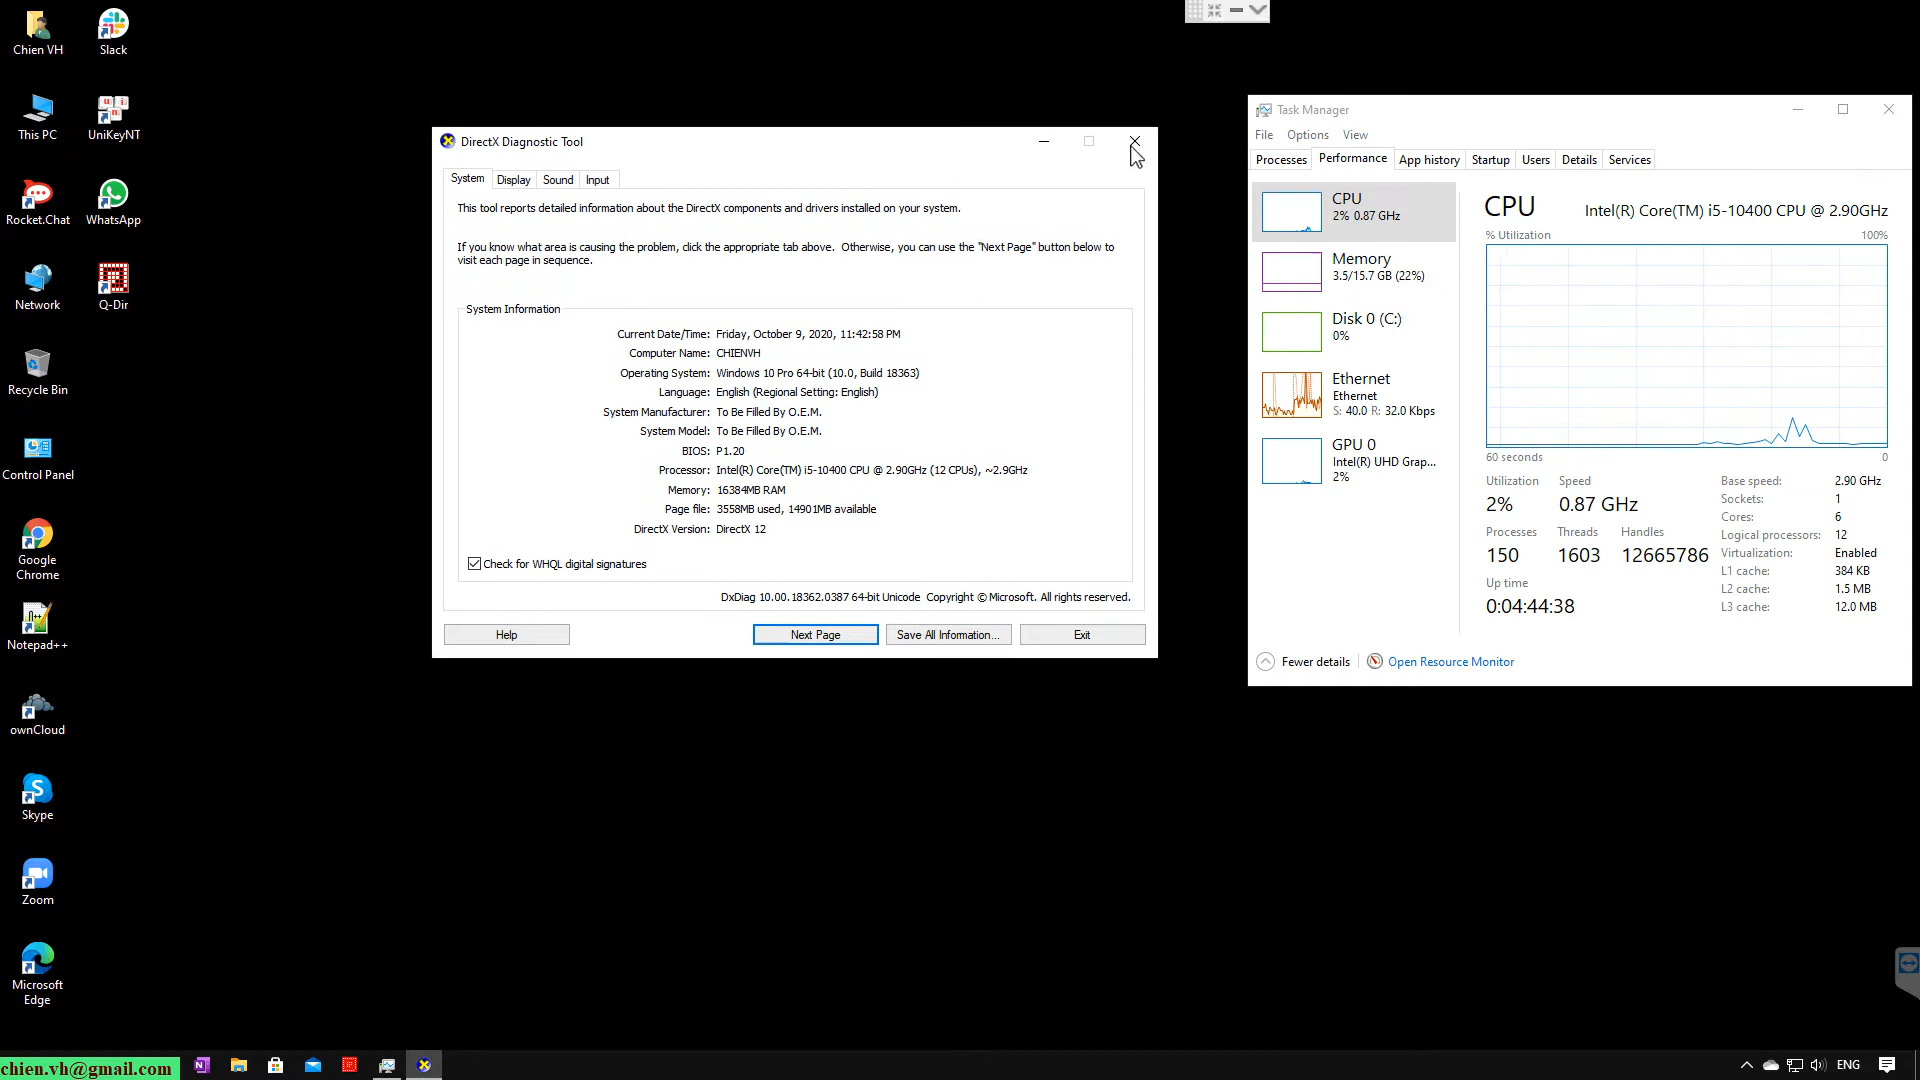 Chien VH
Slack
This PC
UniKeyNT
Rocket.Chat
WhatsApp
Network
Q-Dir
Recycle Bin
Control Panel
Google
Chrome
Notepad++
ownCloud
Skype
Zoom
Microsoft
Edge
DirectX Diagnostic Tool
System
Display
Sound
Input
This tool reports detailed information about the DirectX components and drivers installed on your system.
If you know what area is causing the problem, click the appropriate tab above. Otherwise, you can use the "Next Page" button below to
visit each page in sequence.
System Information
Current Date/Time: Friday, October 9, 2020, 11:42:58 PM
Computer Name: CHIENVH
Operating System: Windows 10 Pro 64-bit (10.0, Build 18363)
Language: English (Regional Setting: English)
System Manufacturer: To Be Filled By O.E.M.
System Model: To Be Filled By O.E.M.
BIOS: P1.20
Processor: Intel(R) Core(TM) i5-10400 CPU @ 2.90GHz (12 CPUs), ~2.9GHz
Memory: 16384MB RAM
Page file: 3558MB used, 14901MB available
DirectX Version: DirectX 12
Check for WHQL digital signatures
DxDiag 10.00.18362.0387 64-bit Unicode Copyright © Microsoft. All rights reserved.
Help
Next Page
Save All Information...
Exit
Task Manager
File Options View
Processes Performance App history Startup Users Details Services
CPU
2% 0.87 GHz
Memory
3.5/15.7 GB (22%)
Disk 0 (C:)
0%
Ethernet
Ethernet
S: 40.0 R: 32.0 Kbps
GPU 0
Intel(R) UHD Grap...
2%
CPU Intel(R) Core(TM) i5-10400 CPU @ 2.90GHz
% Utilization 100%
60 seconds 0
Utilization Speed
2% 0.87 GHz
Processes Threads Handles
150 1603 12665786
Up time
0:04:44:38
Base speed: 2.90 GHz
Sockets: 1
Cores: 6
Logical processors: 12
Virtualization: Enabled
L1 cache: 384 KB
L2 cache: 1.5 MB
L3 cache: 12.0 MB
Fewer details
Open Resource Monitor
chien.vh@gmail.com
ENG